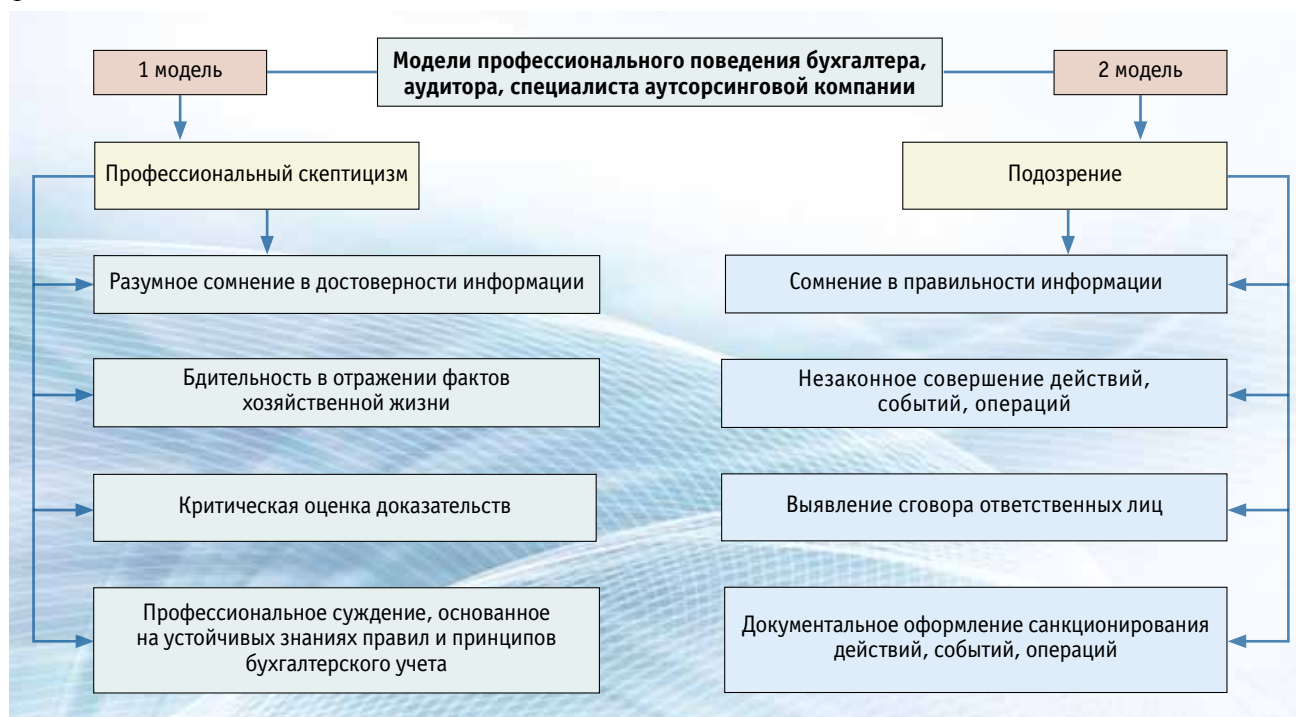 1 модель
Модели профессионального поведения бухгалтера,
аудитора, специалиста аутсорсинговой компании
2 модель
Профессиональный скептицизм
Подозрение
Разумное сомнение в достоверности информации
Сомнение в правильности информации
Бдительность в отражении фактов
хозяйственной жизни
Незаконное совершение действий,
событий, операций
Критическая оценка доказательств
Выявление сговора ответственных лиц
Профессиональное суждение, основанное
на устойчивых знаниях правил и принципов
бухгалтерского учета
Документальное оформление санкционирования
действий, событий, операций